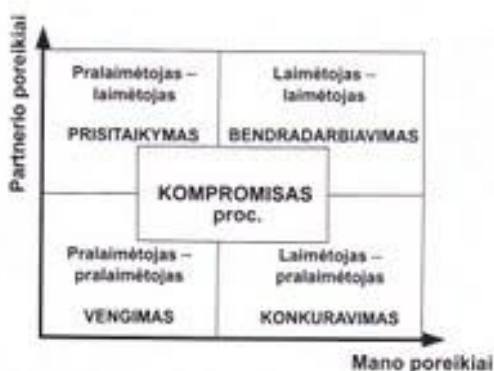 Partnerio poreikiai
Pralaimėtojas –
laimėtojas
PRISITAIKYMAS
Laimėtojas –
laimėtojas
BENDRADARBIAVIMAS
KOMPROMISAS
proc.
Pralaimėtojas –
pralaimėtojas
VENGIMAS
Laimėtojas –
pralaimėtojas
KONKURAVIMAS
Mano poreikiai